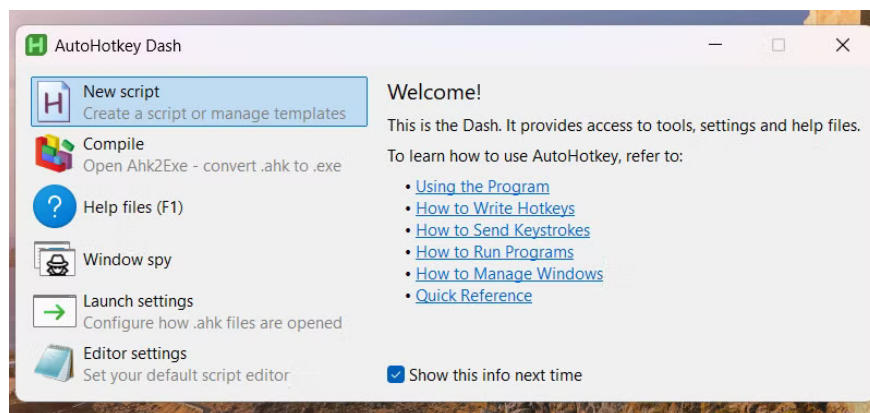 AutoHotkey Dash
New script
Create a script or manage templates
Compile
Open Ahk2Exe - convert .ahk to .exe
Help files (F1)
Window spy
Launch settings
Configure how .ahk files are opened
Editor settings
Set your default script editor
Welcome!
This is the Dash. It provides access to tools, settings and help files.
To learn how to use AutoHotkey, refer to:
• Using the Program
• How to Write Hotkeys
• How to Send Keystrokes
• How to Run Programs
• How to Manage Windows
• Quick Reference
Show this info next time